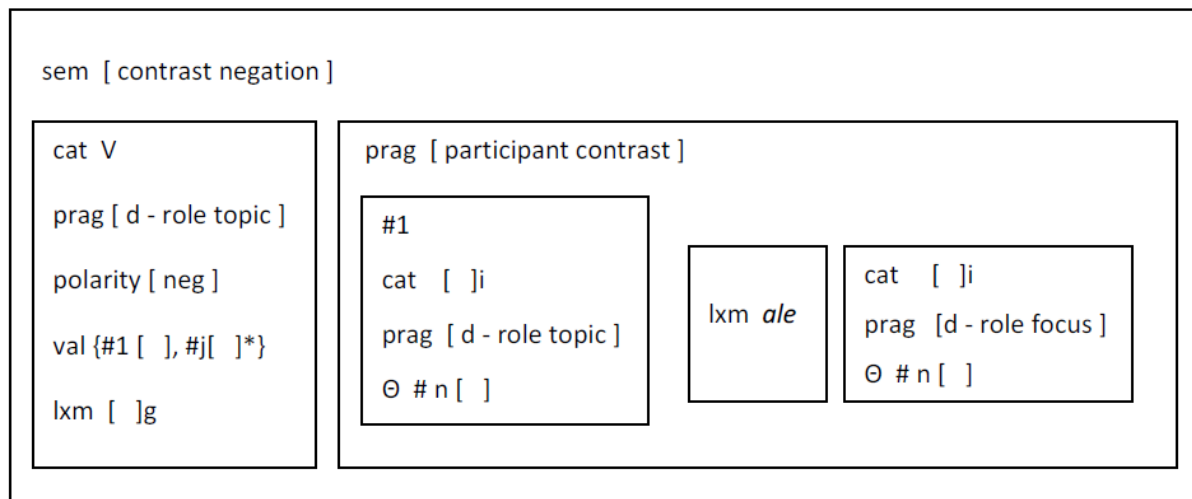 sem [ contrast negation ]
cat V
prag [ d - role topic ]
polarity [ neg ]
val {#1 [ ], #j[ ]*}
lxm [ ]g
prag [ participant contrast ]
#1
cat [ ]i
prag [ d - role topic ]
Θ # n [ ]
lxm ale
cat [ ]i
prag [d - role focus ]
Θ # n [ ]